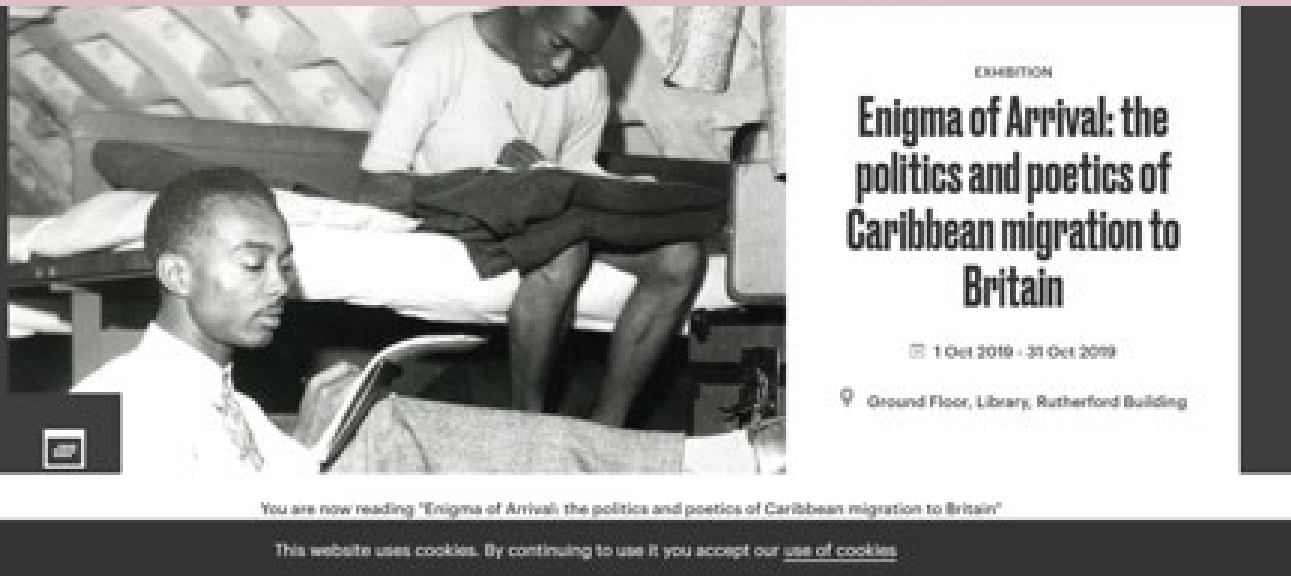 EXHIBITION
Enigma of Arrival: the
politics and poetics of
Caribbean migration to
Britain
1 Oct 2019 - 31 Oct 2019
Ground Floor, Library, Rutherford Building
You are now reading "Enigma of Arrival: the politics and poetics of Caribbean migration to Britain"
This website uses cookies. By continuing to use it you accept our use of cookies